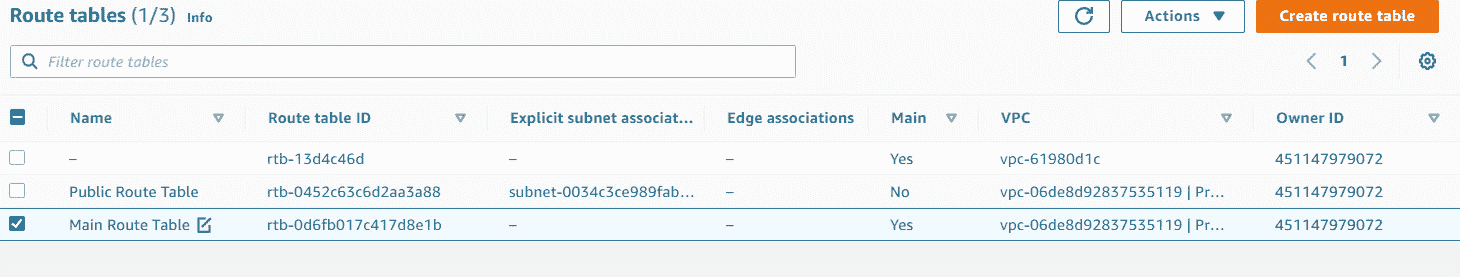 Route tables (1/3) Info Actions Create route table
Filter route tables 1
Name Route table ID Explicit subnet associat... Edge associations Main VPC Owner ID
– rtb-13d4c46d – – Yes vpc-61980d1c 451147979072
Public Route Table rtb-0452c63c6d2aa3a88 subnet-0034c3ce989fab... – No vpc-06de8d92837535119 | Pr... 451147979072
Main Route Table rtb-0d6fb017c417d8e1b – – Yes vpc-06de8d92837535119 | Pr... 451147979072